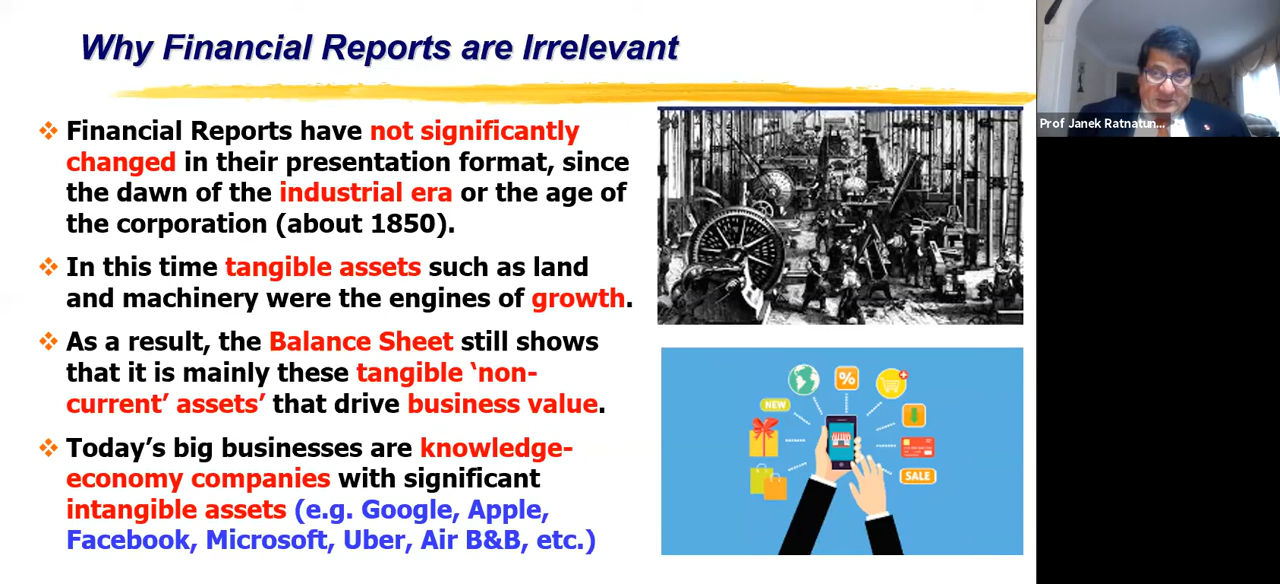 Why Financial Reports are Irrelevant
Financial Reports have not significantly
changed in their presentation format, since
the dawn of the industrial era or the age of
the corporation (about 1850).
In this time tangible assets such as land
and machinery were the engines of growth.
As a result, the Balance Sheet still shows
that it is mainly these tangible ‘non-
current’ assets’ that drive business value.
Today’s big businesses are knowledge-
economy companies with significant
intangible assets (e.g. Google, Apple,
Facebook, Microsoft, Uber, Air B&B, etc.)
%
NEW
SALE
Prof Janek Ratnatun...